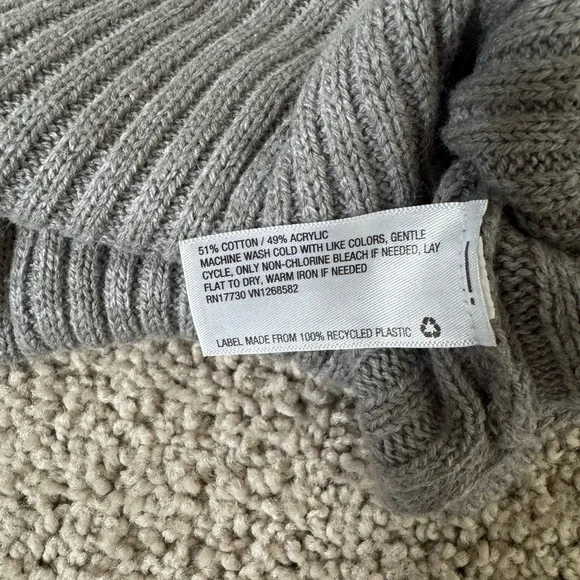 51% COTTON / 49% ACRYLIC
MACHINE WASH COLD WITH LIKE COLORS, GENTLE
CYCLE, ONLY NON-CHLORINE BLEACH IF NEEDED, LAY
FLAT TO DRY, WARM IRON IF NEEDED
RN17730 VN1268582
LABEL MADE FROM 100% RECYCLED PLASTIC